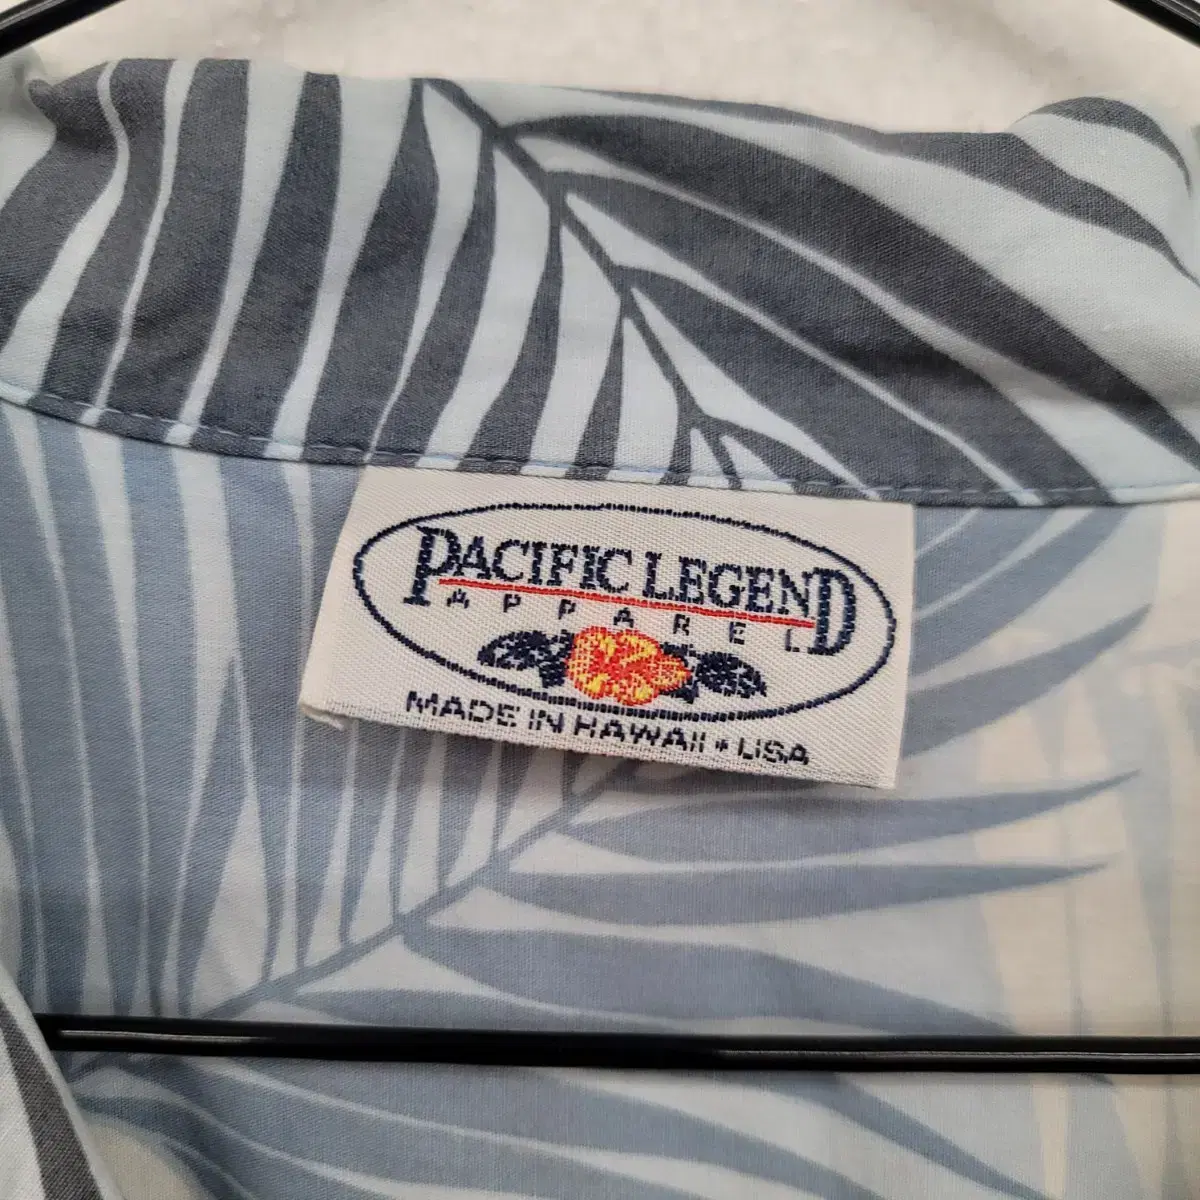 PACIFIC LEGEND
APPAREL
MADE IN HAWAII • USA